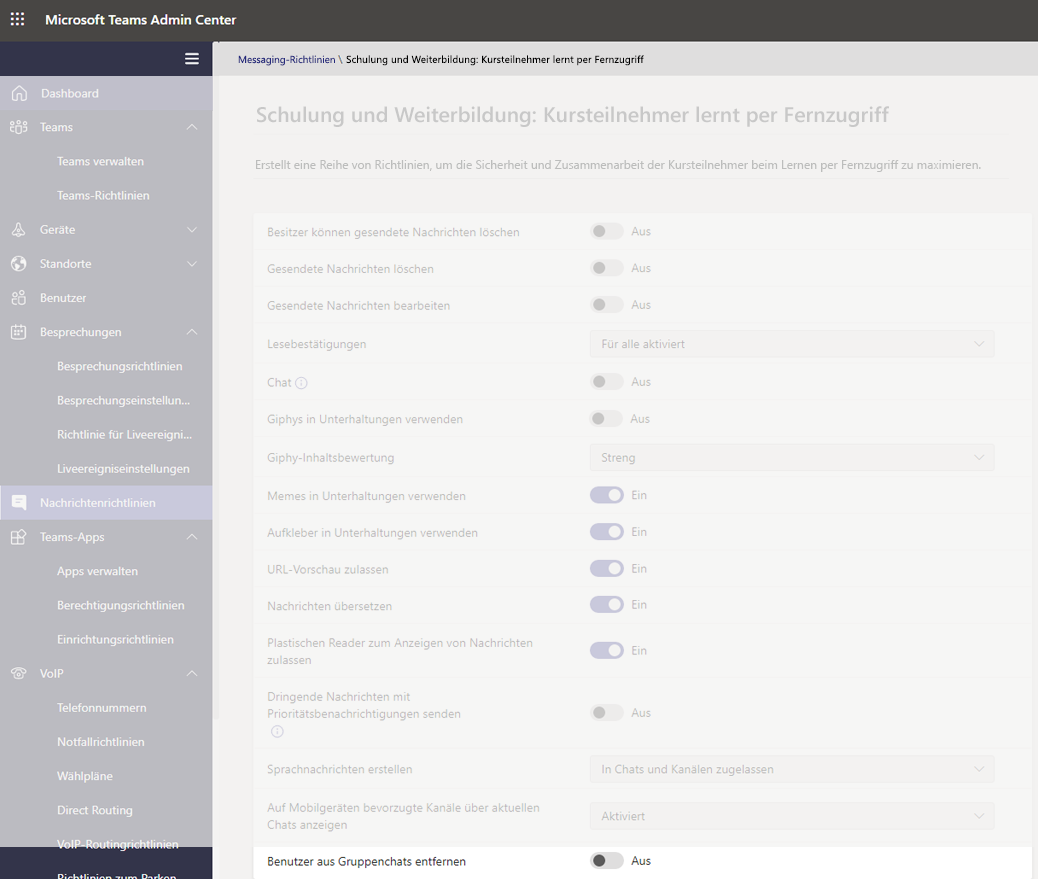 Microsoft Teams Admin Center
Messaging-Richtlinien \ Schulung und Weiterbildung: Kursteilnehmer lernt per Fernzugriff
Dashboard
Teams
Teams verwalten
Teams-Richtlinien
Geräte
Standorte
Benutzer
Besprechungen
Besprechungsrichtlinien
Besprechungseinstellun...
Richtlinie für Liveereigni...
Liveereigniseinstellungen
Nachrichtenrichtlinien
Teams-Apps
Apps verwalten
Berechtigungsrichtlinien
Einrichtungsrichtlinien
VoIP
Telefonnummern
Notfallrichtlinien
Wählpläne
Direct Routing
VoIP-Routingrichtlinien
Richtlinien zum Parken
Schulung und Weiterbildung: Kursteilnehmer lernt per Fernzugriff
Erstellt eine Reihe von Richtlinien, um die Sicherheit und Zusammenarbeit der Kursteilnehmer beim Lernen per Fernzugriff zu maximieren.
Besitzer können gesendete Nachrichten löschen Aus
Gesendete Nachrichten löschen Aus
Gesendete Nachrichten bearbeiten Aus
Lesebestätigungen Für alle aktiviert
Chat Aus
Giphys in Unterhaltungen verwenden Aus
Giphy-Inhaltsbewertung Streng
Memes in Unterhaltungen verwenden Ein
Aufkleber in Unterhaltungen verwenden Ein
URL-Vorschau zulassen Ein
Nachrichten übersetzen Ein
Plastischen Reader zum Anzeigen von Nachrichten
zulassen Ein
Dringende Nachrichten mit
Prioritätsbenachrichtigungen senden Aus
Sprachnachrichten erstellen In Chats und Kanälen zugelassen
Auf Mobilgeräten bevorzugte Kanäle über aktuellen
Chats anzeigen Aktiviert
Benutzer aus Gruppenchats entfernen Aus